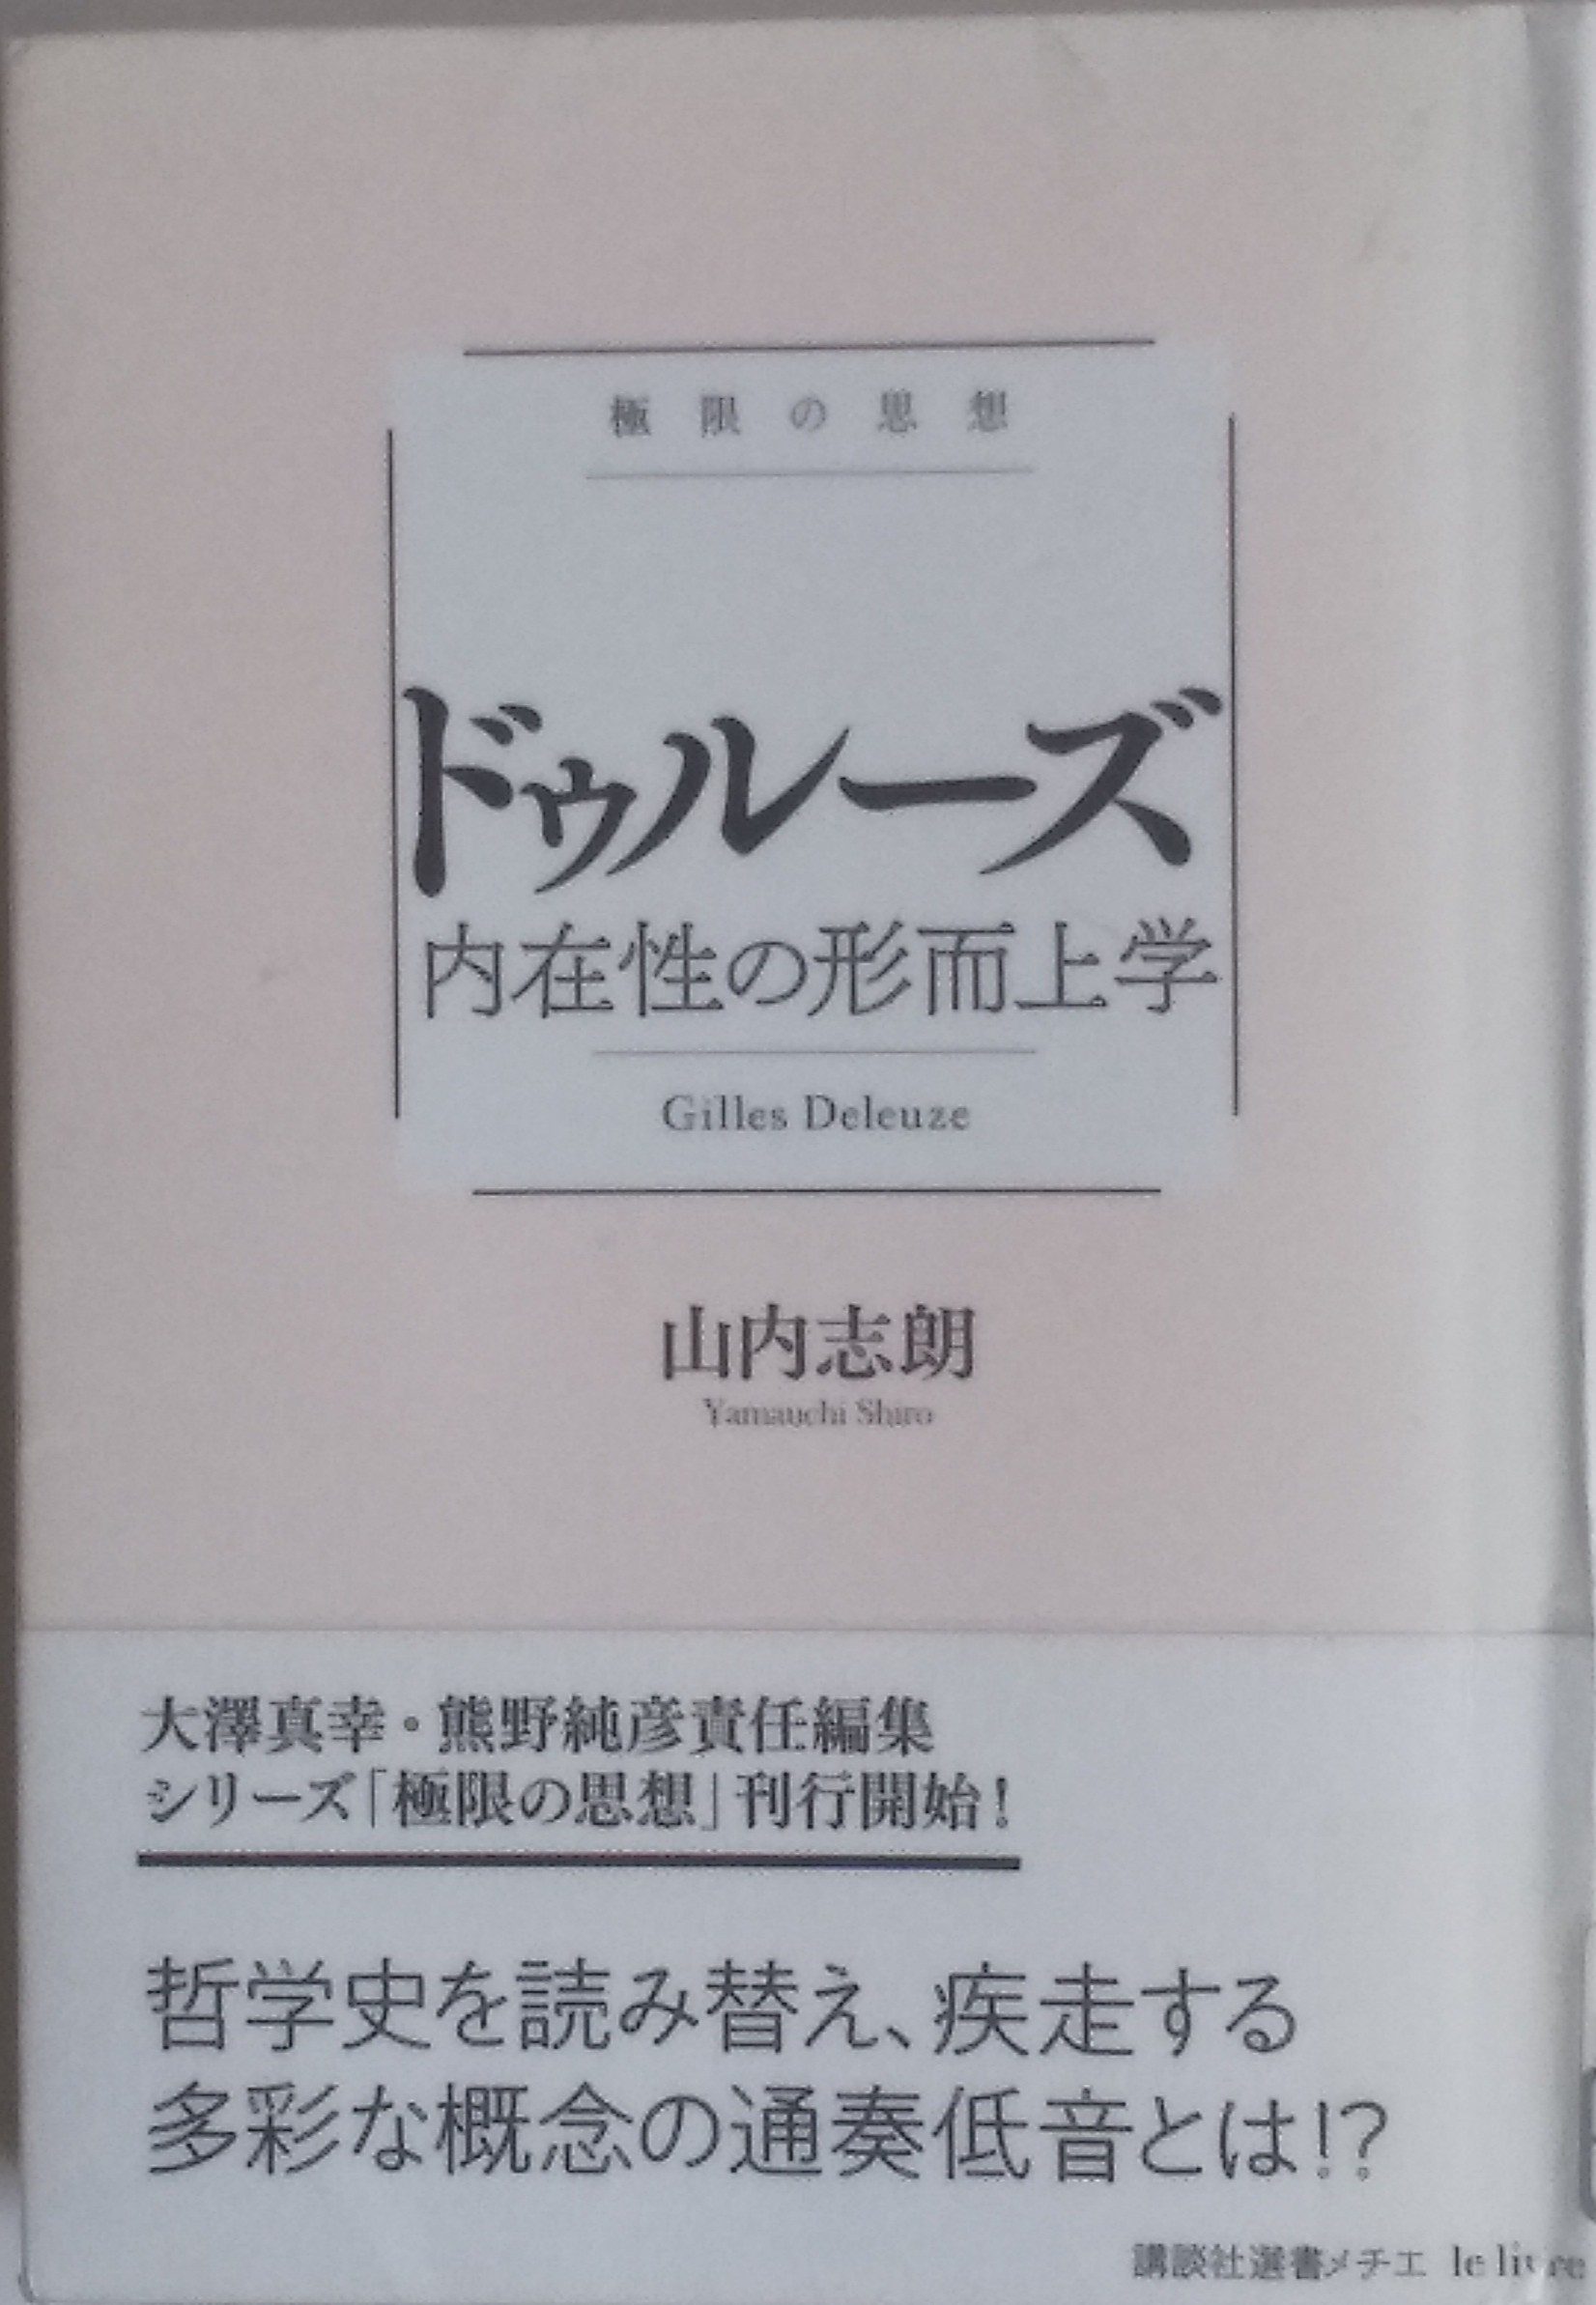 極限の思想
ドゥルーズ
内在性の形而上学
Gilles Deleuze
山内志朗
Yamauchi Shiro
大澤真幸・熊野純彦責任編集
シリーズ「極限の思想」刊行開始!
哲学史を読み替え、疾走する
多彩な概念の通奏低音とは!?
講談社選書メチエ le livre